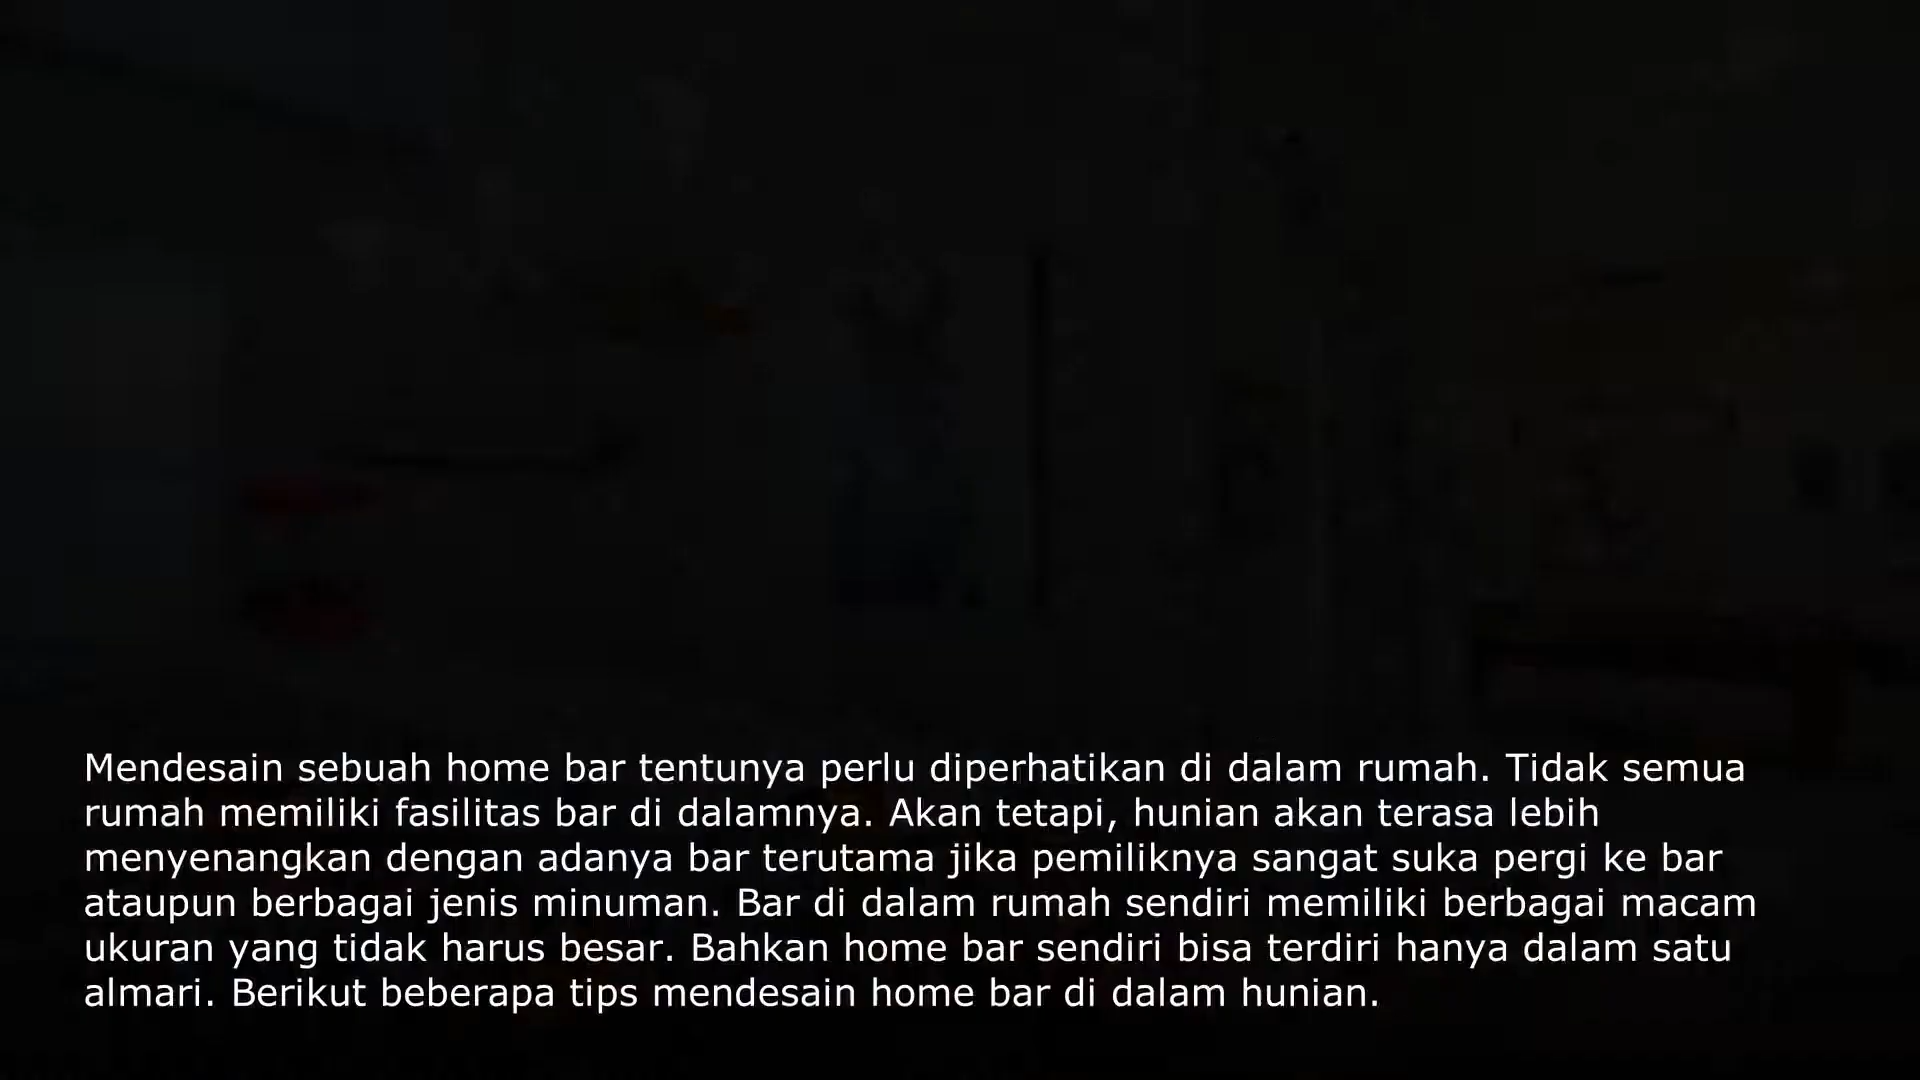 Mendesain sebuah home bar tentunya perlu diperhatikan di dalam rumah. Tidak semua
rumah memiliki fasilitas bar di dalamnya. Akan tetapi, hunian akan terasa lebih
menyenangkan dengan adanya bar terutama jika pemiliknya sangat suka pergi ke bar
ataupun berbagai jenis minuman. Bar di dalam rumah sendiri memiliki berbagai macam
ukuran yang tidak harus besar. Bahkan home bar sendiri bisa terdiri hanya dalam satu
almari. Berikut beberapa tips mendesain home bar di dalam hunian.